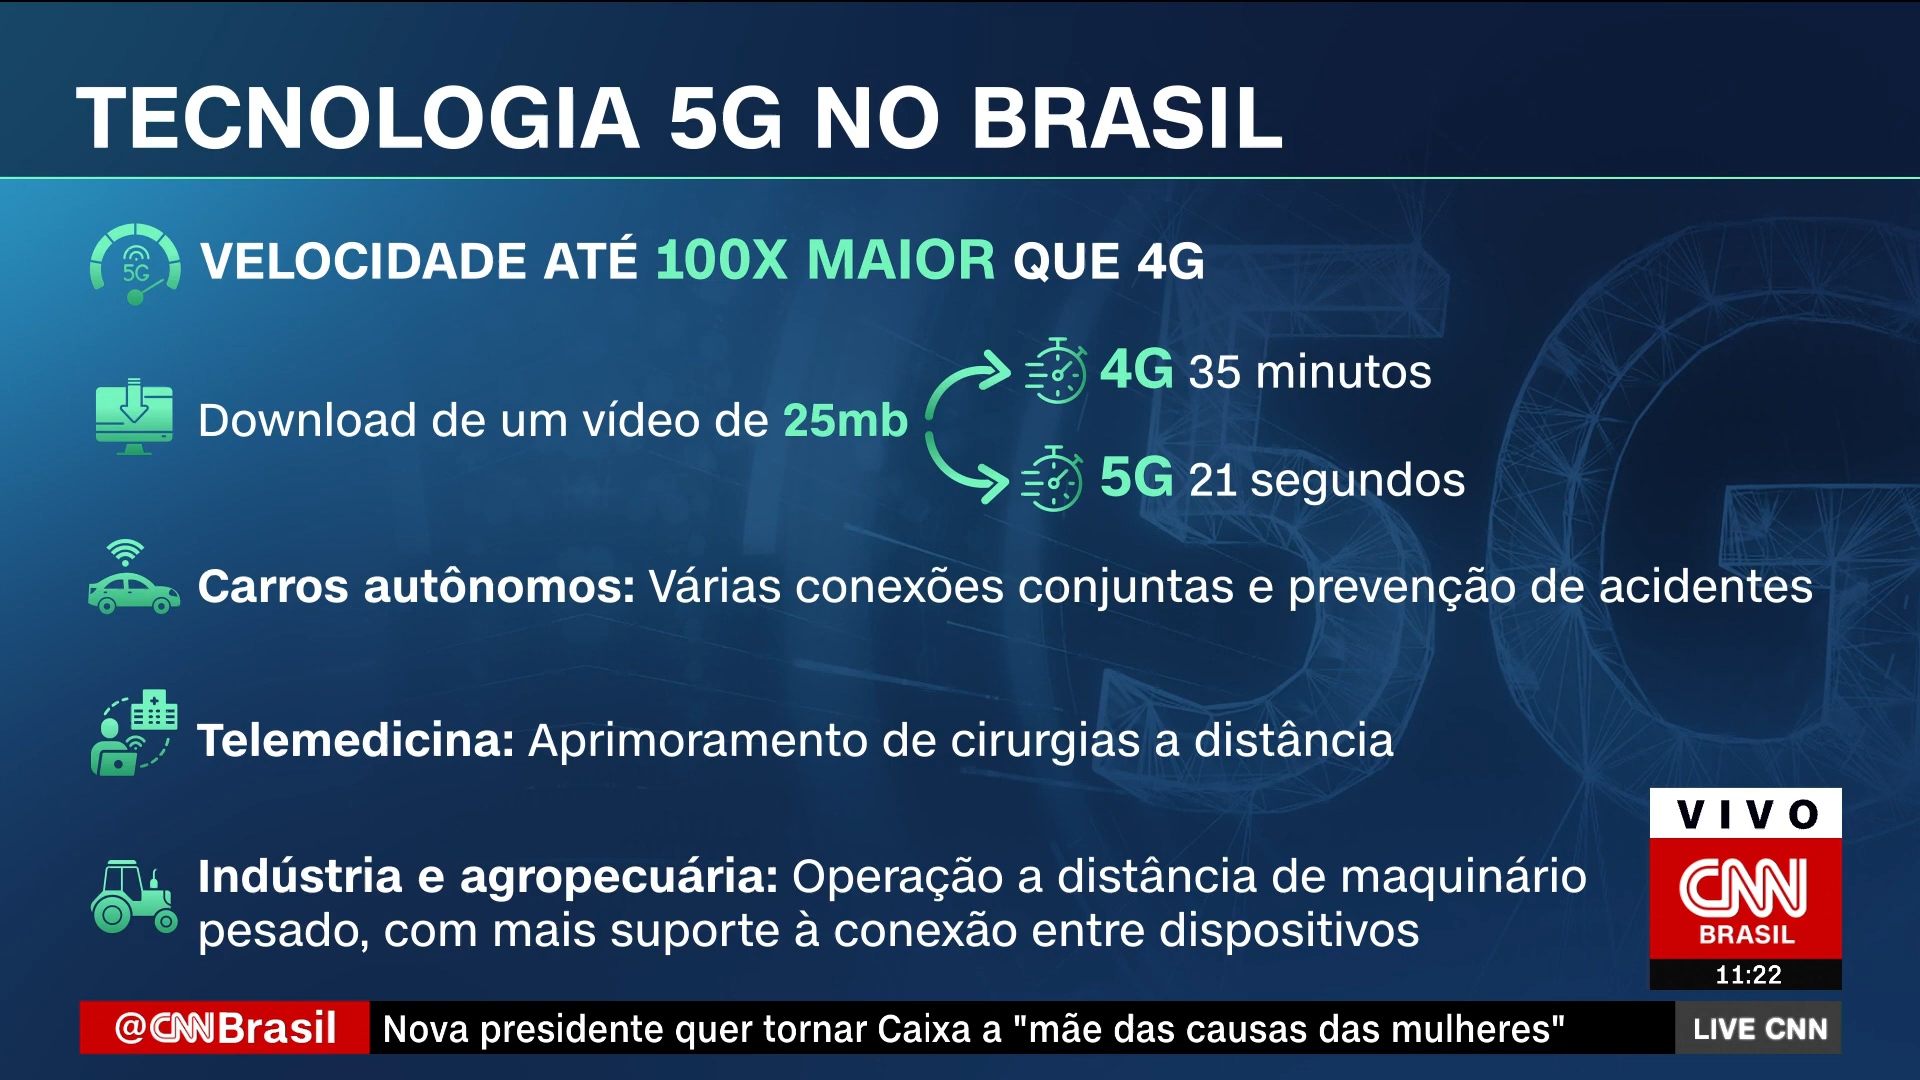 TECNOLOGIA 5G NO BRASIL
5G
VELOCIDADE ATÉ 100X MAIOR QUE 4G
Download de um vídeo de 25mb
4G 35 minutos
5G 21 segundos
Carros autônomos: Várias conexões conjuntas e prevenção de acidentes
Telemedicina: Aprimoramento de cirurgias a distância
Indústria e agropecuária: Operação a distância de maquinário
pesado, com mais suporte à conexão entre dispositivos
5G
VIVO
CNN
BRASIL
11:22
@CNNBrasil
Nova presidente quer tornar Caixa a "mãe das causas das mulheres"
LIVE CNN